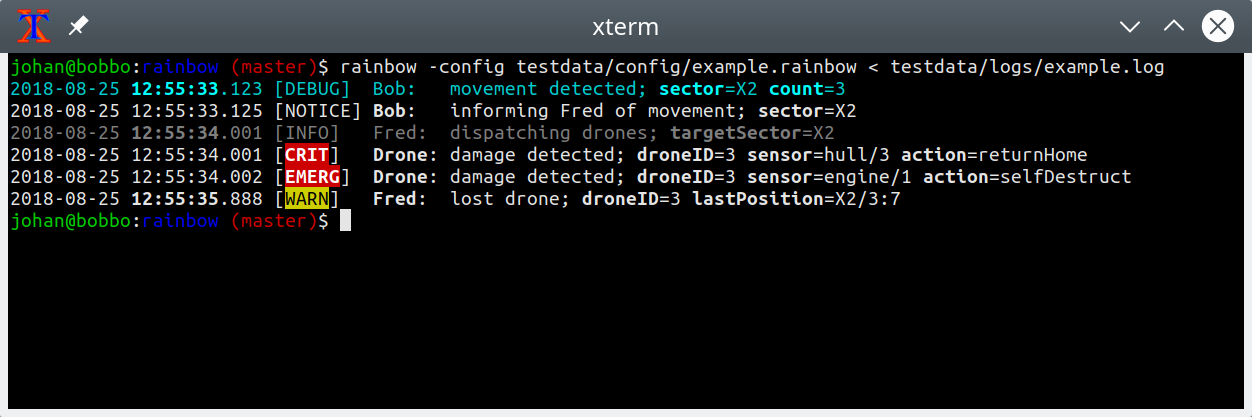 xterm
johan@bobbo:rainbow (master)$ rainbow -config testdata/config/example.rainbow < testdata/logs/example.log
2018-08-25 12:55:33.123 [DEBUG]  Bob:   movement detected; sector=X2 count=3
2018-08-25 12:55:33.125 [NOTICE] Bob:   informing Fred of movement; sector=X2
2018-08-25 12:55:34.001 [INFO]   Fred:  dispatching drones; targetSector=X2
2018-08-25 12:55:34.001 [CRIT]   Drone: damage detected; droneID=3 sensor=hull/3 action=returnHome
2018-08-25 12:55:34.002 [EMERG]  Drone: damage detected; droneID=3 sensor=engine/1 action=selfDestruct
2018-08-25 12:55:35.888 [WARN]   Fred:  lost drone; droneID=3 lastPosition=X2/3:7
johan@bobbo:rainbow (master)$